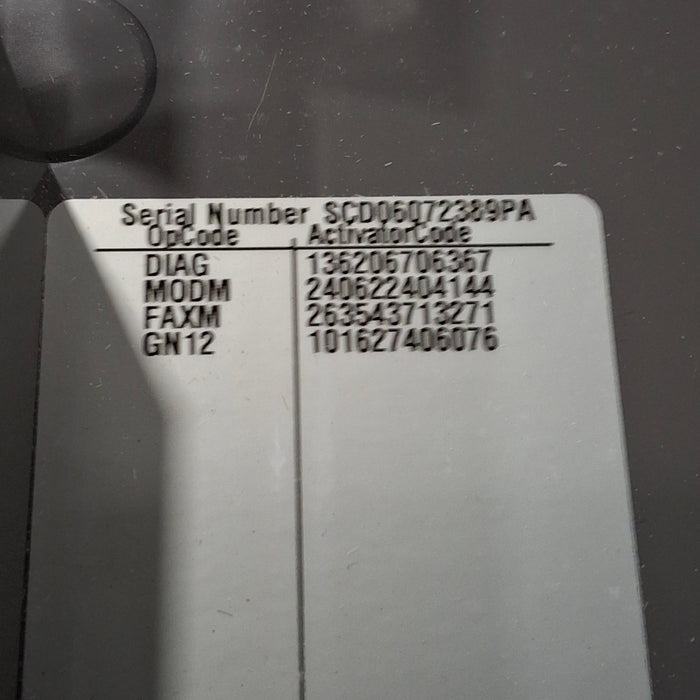 Serial Number SCD06072389PA
OpCode ActivatorCode
DIAG 136206706367
MODM 240622404144
FAXM 263543713271
GN12 101627406076